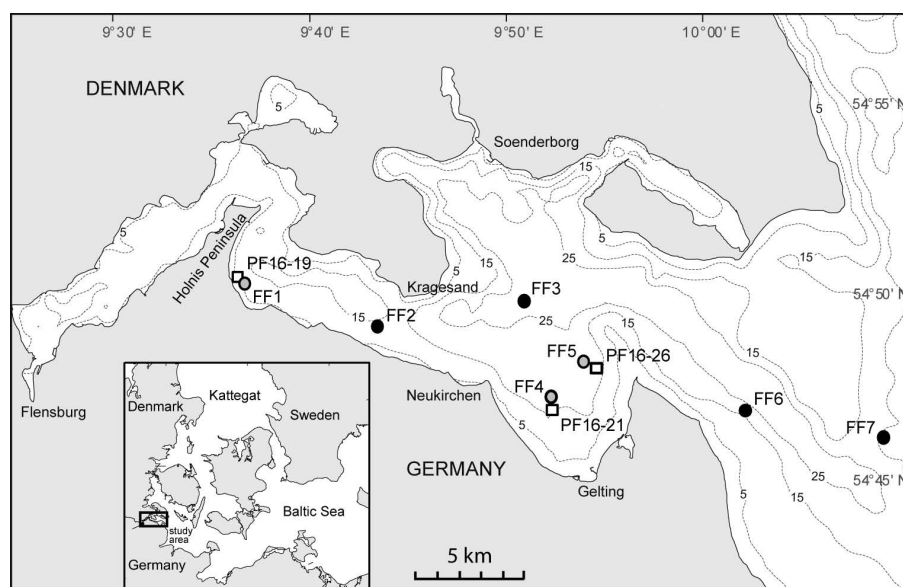 9°30' E 9°40' E 9°50' E 10°00' E
DENMARK
5
54°55' N
5
Soenderborg
15
5
5
25
15
Holnis Peninsula
PF16-19
FF1
5
15
Kragesand
FF3
54°50' N
15
FF2
25
15
FF5
PF16-26
15
Neukirchen
FF4
FF6
Flensburg
PF16-21
FF7
5
GERMANY
25
54°45' N
Gelting
5
15
Denmark
Kattegat
Sweden
Baltic Sea
study
area
Germany
5 km